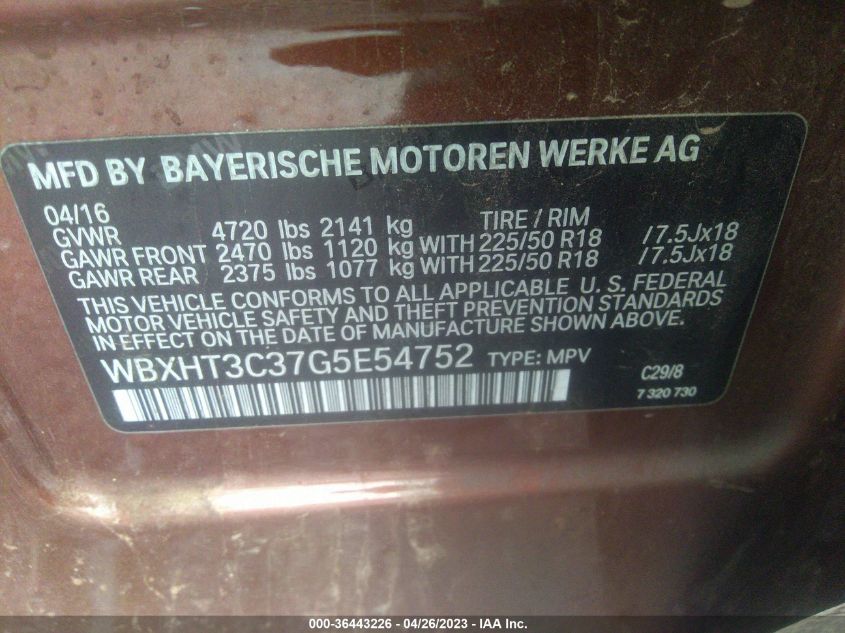 MFD BY BAYERISCHE MOTOREN WERKE AG
04/16 TIRE / RIM
GVWR 4720 lbs 2141 kg
GAWR FRONT 2470 lbs 1120 kg WITH 225/50 R18 /7.5Jx18
GAWR REAR 2375 lbs 1077 kg WITH 225/50 R18 /7.5Jx18
THIS VEHICLE CONFORMS TO ALL APPLICABLE U. S. FEDERAL
MOTOR VEHICLE SAFETY AND THEFT PREVENTION STANDARDS
IN EFFECT ON THE DATE OF MANUFACTURE SHOWN ABOVE.
WBXHT3C37G5E54752 TYPE: MPV C29/8
7 320 730
000-36443226 - 04/26/2023 - IAA Inc.